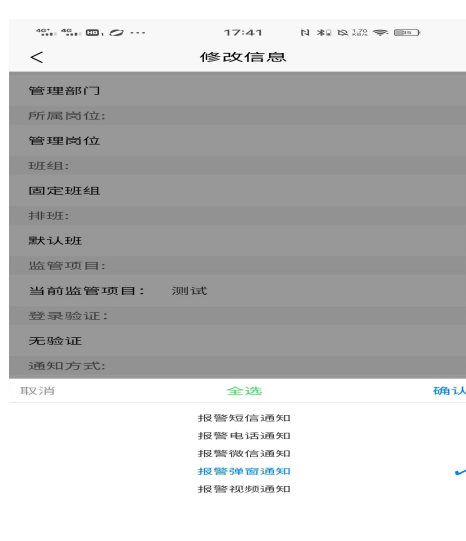 17:41
修改信息
管理部门
所属岗位:
管理岗位
班组:
固定班组
排班:
默认班
监管项目:
当前监管项目: 测试
登录验证:
无验证
通知方式:
取消 全选 确认
报警短信通知
报警电话通知
报警微信通知
报警弹窗通知
报警视频通知